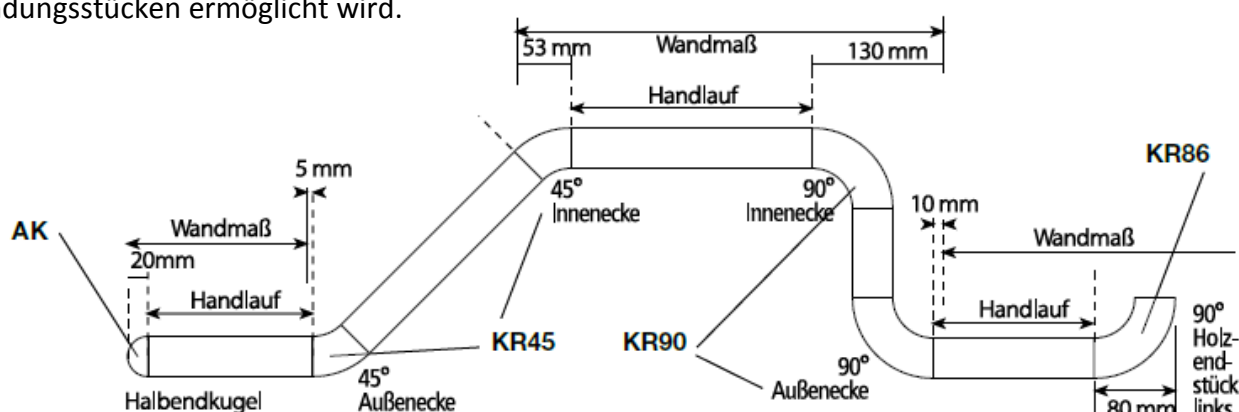 dungsstücken ermöglicht wird.
53 mm
Wandmaß
130 mm
Handlauf
KR86
5 mm
45°
Innenecke
90°
Innenecke
10 mm
AK
Wandmaß
Wandmaß
20mm
Handlauf
Handlauf
KR45
KR90
90°
Holz-
end-
stück
links
45°
Außenecke
90°
Außenecke
Halbendkugel
80 mm